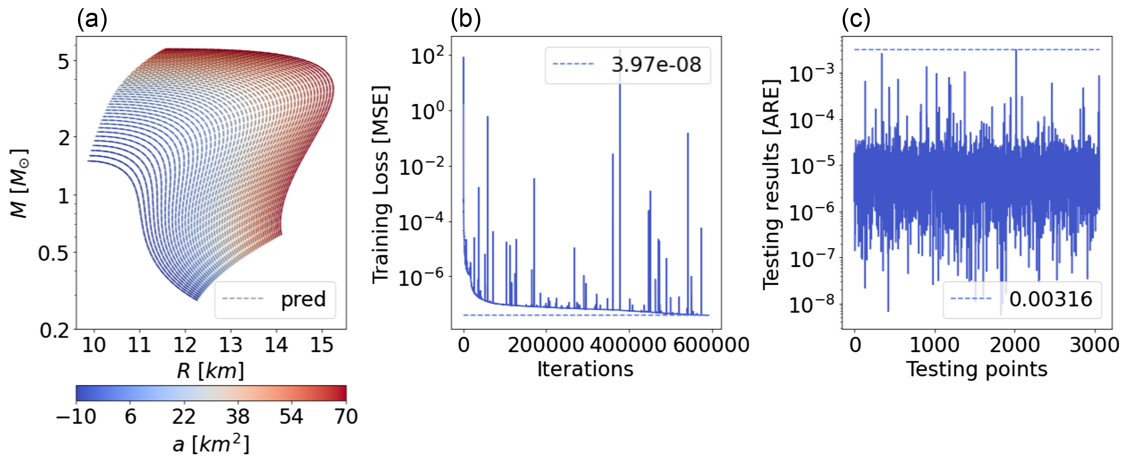 (a)
M [M⊙]
5
2
1
0.5
0.2
pred
10 11 12 13 14 15
R [km]
−10 6 22 38 54 70
a [km²]
(b)
Training Loss [MSE]
10²
10⁰
10⁻²
10⁻⁴
10⁻⁶
3.97e-08
0 200000 400000 600000
Iterations
(c)
Testing results [ARE]
10⁻³
10⁻⁴
10⁻⁵
10⁻⁶
10⁻⁷
10⁻⁸
0.00316
0 1000 2000 3000
Testing points